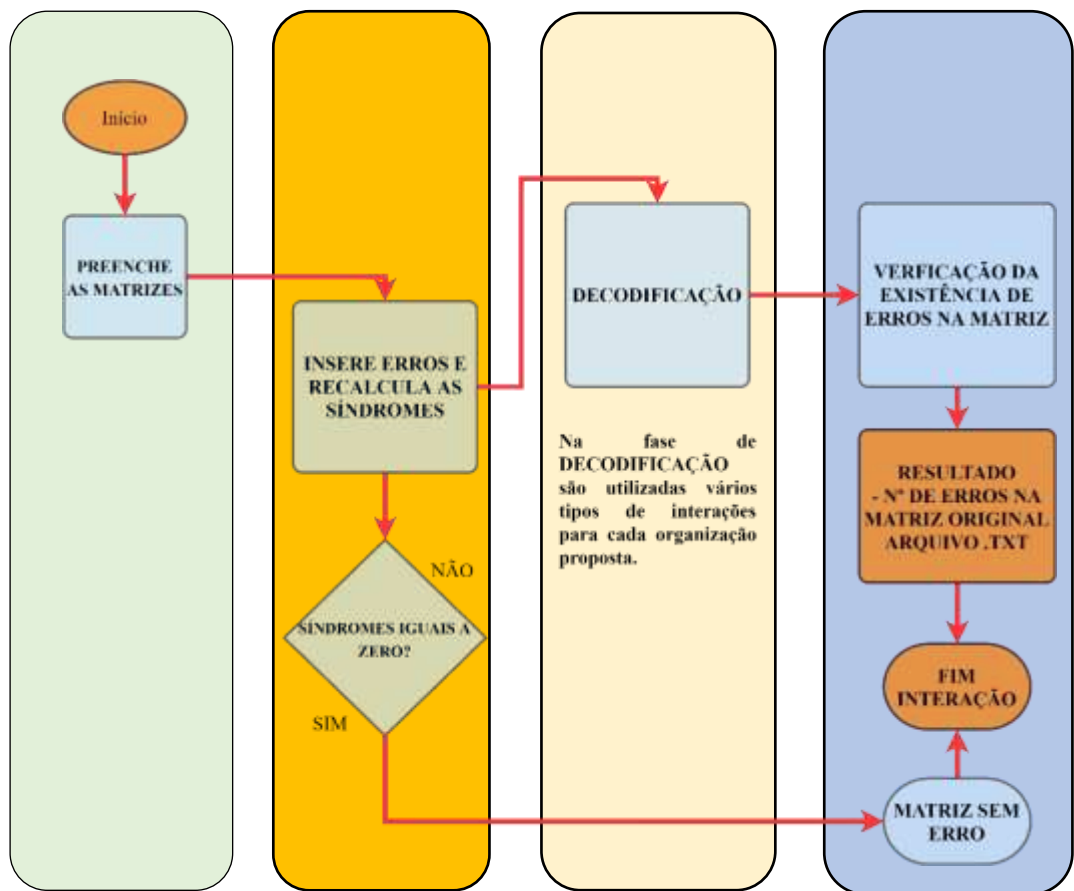 Início
PREENCHE
AS MATRIZES
INSERE ERROS E
RECALCULA AS
SÍNDROMES
NÃO
SÍNDROMES IGUAIS A
ZERO?
SIM
DECODIFICAÇÃO
Na fase de
DECODIFICAÇÃO
são utilizadas vários
tipos de interações
para cada organização
proposta.
VERFICAÇÃO DA
EXISTÊNCIA DE
ERROS NA MATRIZ
RESULTADO
- Nº DE ERROS NA
MATRIZ ORIGINAL
ARQUIVO .TXT
FIM
INTERAÇÃO
MATRIZ SEM
ERRO